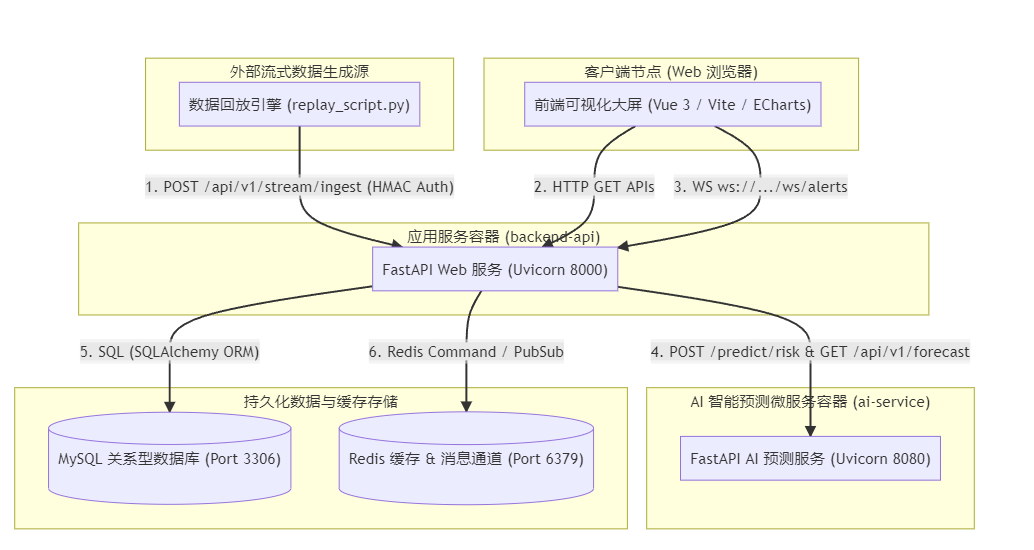 外部流式数据生成源
数据回放引擎 (replay_script.py)
客户端节点 (Web 浏览器)
前端可视化大屏 (Vue 3 / Vite / ECharts)
1. POST /api/v1/stream/ingest (HMAC Auth)
2. HTTP GET APIs
3. WS ws://.../ws/alerts
应用服务容器 (backend-api)
FastAPI Web 服务 (Uvicorn 8000)
5. SQL (SQLAlchemy ORM)
6. Redis Command / PubSub
4. POST /predict/risk & GET /api/v1/forecast
持久化数据与缓存存储
MySQL 关系型数据库 (Port 3306)
Redis 缓存 & 消息通道 (Port 6379)
AI 智能预测微服务容器 (ai-service)
FastAPI AI 预测服务 (Uvicorn 8080)